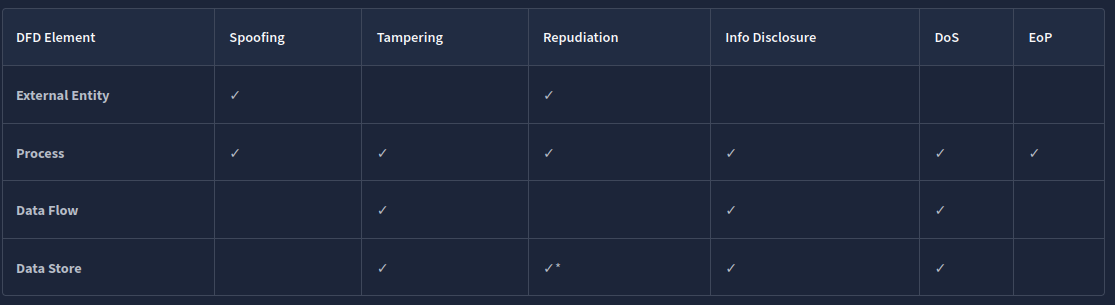 DFD Element Spoofing Tampering Repudiation Info Disclosure DoS EoP
External Entity ✓ ✓
Process ✓ ✓ ✓ ✓ ✓ ✓
Data Flow ✓ ✓ ✓
Data Store ✓ ✓* ✓ ✓